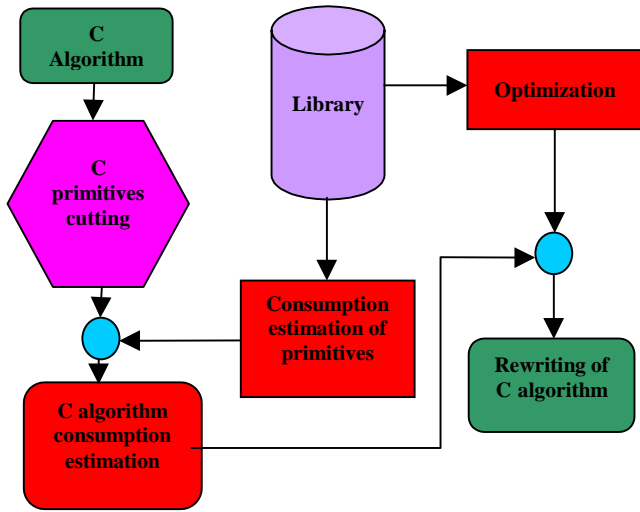 C
Algorithm
Library
Optimization
C
primitives
cutting
Consumption
estimation of
primitives
Rewriting of
C algorithm
C algorithm
consumption
estimation